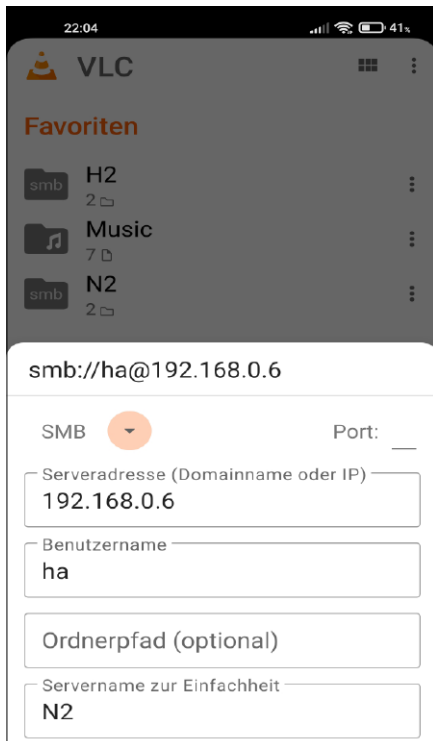 22:04 41%
VLC
Favoriten
smb H2
2
Music
7
smb N2
2
smb://ha@192.168.0.6
SMB Port:
Serveradresse (Domainname oder IP)
192.168.0.6
Benutzername
ha
Ordnerpfad (optional)
Servername zur Einfachheit
N2